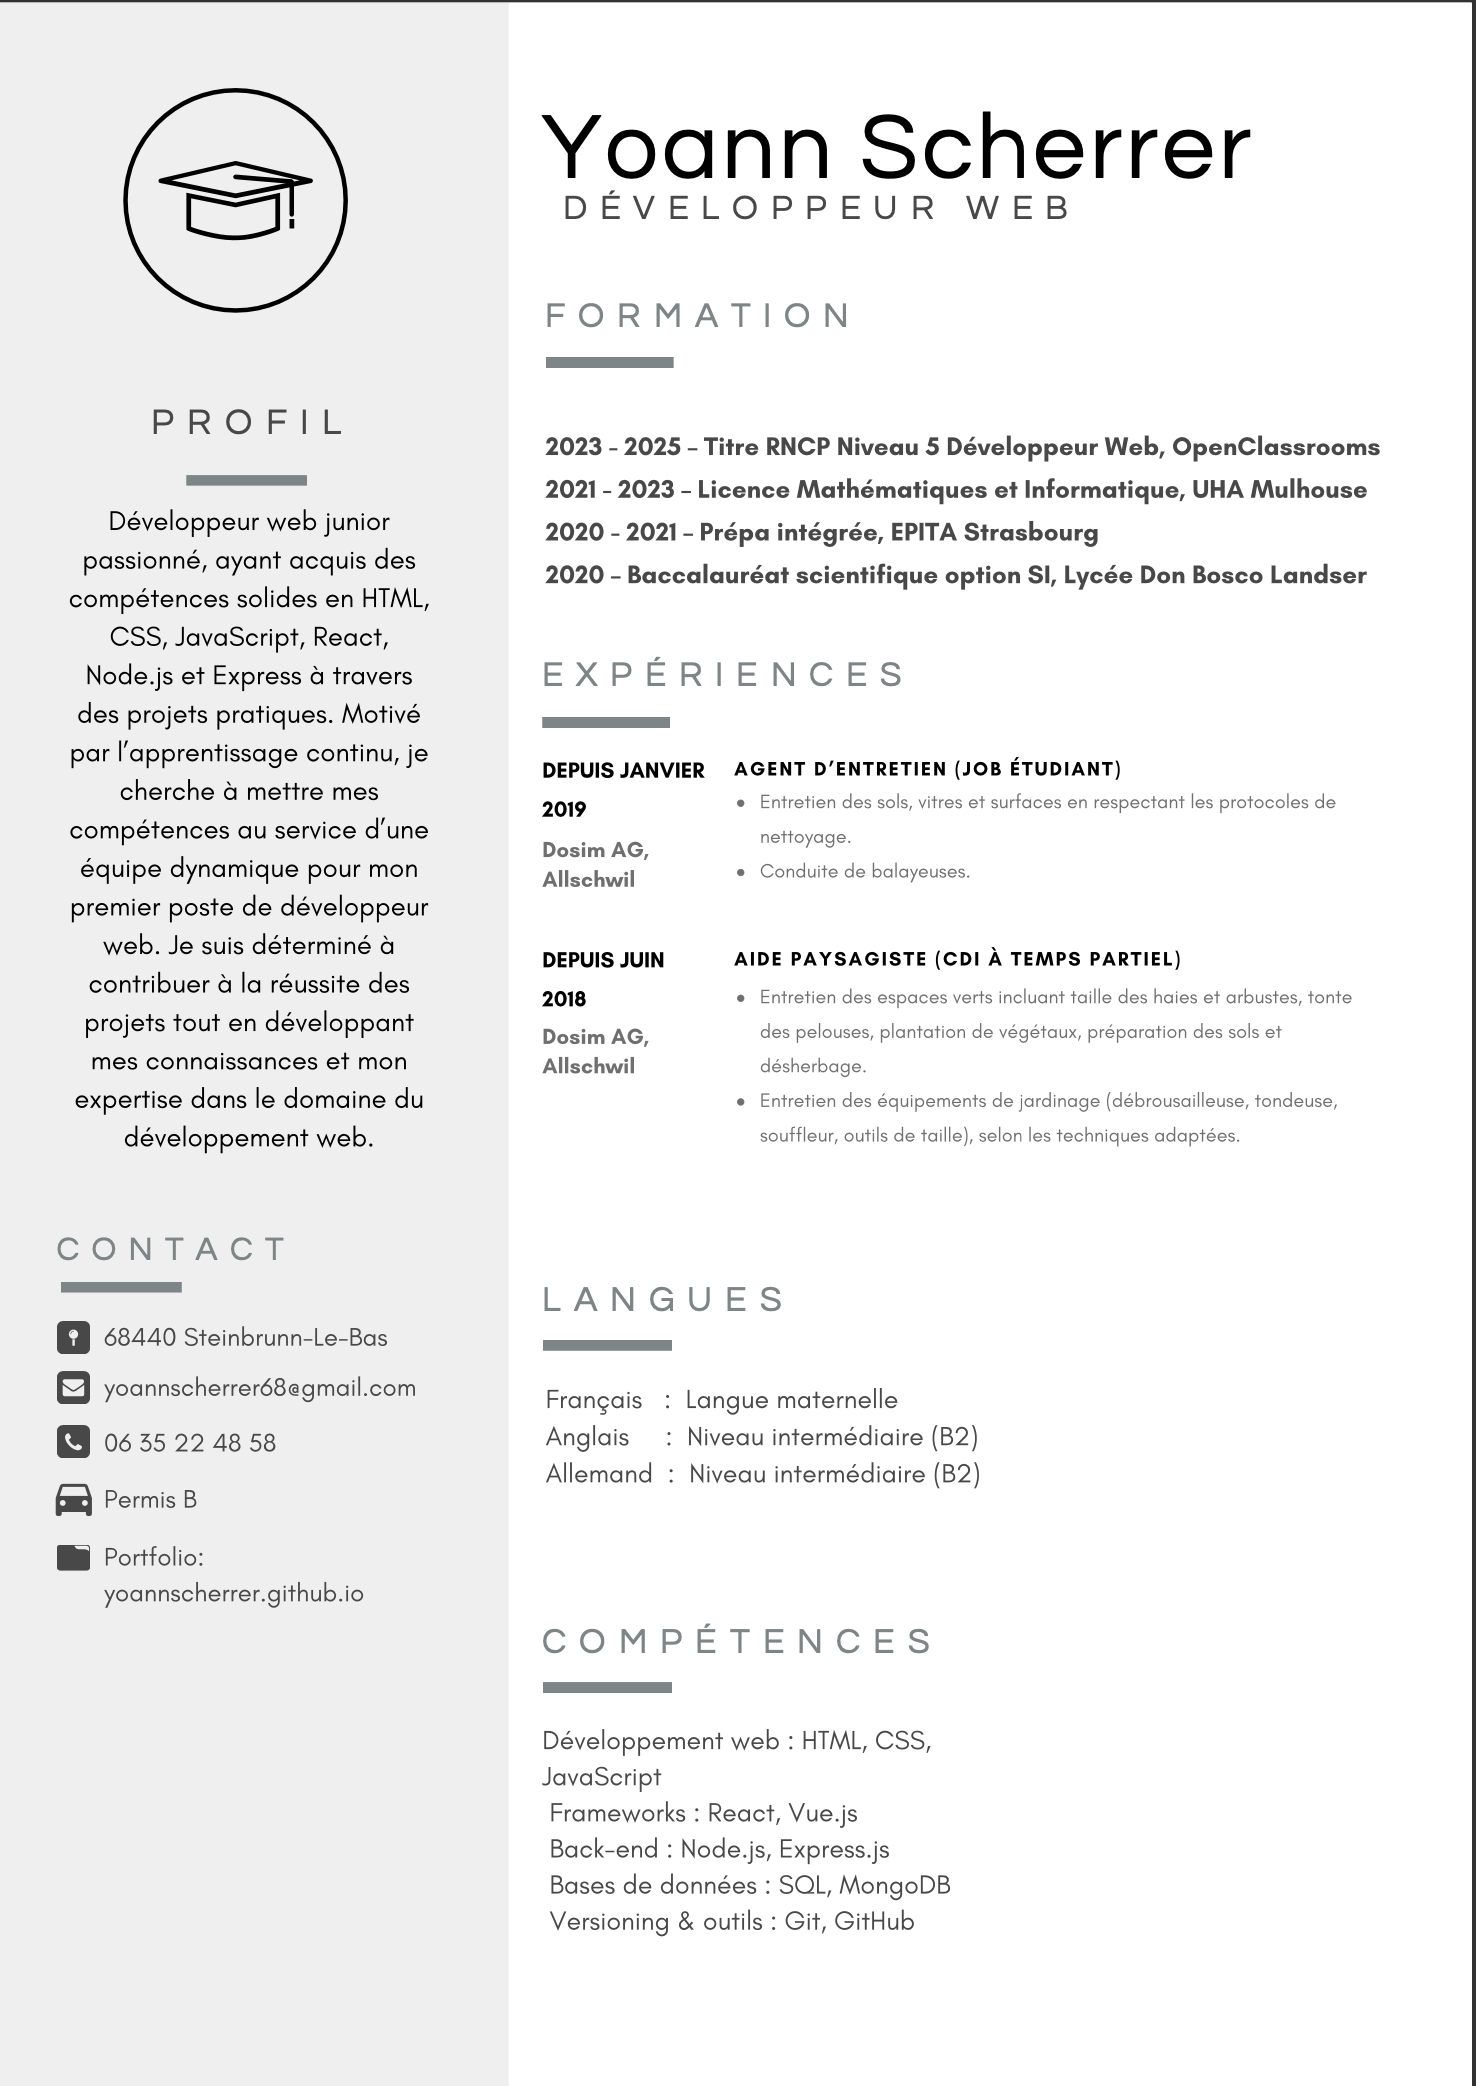 Yoann Scherrer
DÉVELOPPEUR WEB
PROFIL
Développeur web junior
passionné, ayant acquis des
compétences solides en HTML,
CSS, JavaScript, React,
Node.js et Express à travers
des projets pratiques. Motivé
par l’apprentissage continu, je
cherche à mettre mes
compétences au service d’une
équipe dynamique pour mon
premier poste de développeur
web. Je suis déterminé à
contribuer à la réussite des
projets tout en développant
mes connaissances et mon
expertise dans le domaine du
développement web.
CONTACT
68440 Steinbrunn-Le-Bas
yoannscherrer68@gmail.com
06 35 22 48 58
Permis B
Portfolio:
yoannscherrer.github.io
FORMATION
2023 - 2025 – Titre RNCP Niveau 5 Développeur Web, OpenClassrooms
2021 - 2023 – Licence Mathématiques et Informatique, UHA Mulhouse
2020 - 2021 – Prépa intégrée, EPITA Strasbourg
2020 – Baccalauréat scientifique option SI, Lycée Don Bosco Landser
EXPÉRIENCES
DEPUIS JANVIER
2019
Dosim AG,
Allschwil
AGENT D’ENTRETIEN (JOB ÉTUDIANT)
• Entretien des sols, vitres et surfaces en respectant les protocoles de
nettoyage.
• Conduite de balayeuses.
DEPUIS JUIN
2018
Dosim AG,
Allschwil
AIDE PAYSAGISTE (CDI À TEMPS PARTIEL)
• Entretien des espaces verts incluant taille des haies et arbustes, tonte
des pelouses, plantation de végétaux, préparation des sols et
désherbage.
• Entretien des équipements de jardinage (débrousailleuse, tondeuse,
souffleur, outils de taille), selon les techniques adaptées.
LANGUES
Français : Langue maternelle
Anglais : Niveau intermédiaire (B2)
Allemand : Niveau intermédiaire (B2)
COMPÉTENCES
Développement web : HTML, CSS,
JavaScript
Frameworks : React, Vue.js
Back-end : Node.js, Express.js
Bases de données : SQL, MongoDB
Versioning & outils : Git, GitHub